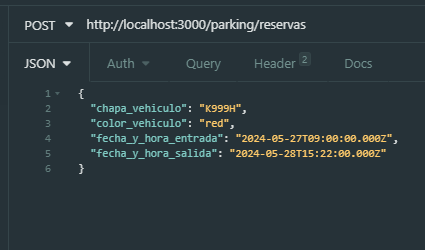 POST http://localhost:3000/parking/reservas
JSON Auth Query Header 2 Docs
1 {
2 "chapa_vehiculo": "K999H",
3 "color_vehiculo": "red",
4 "fecha_y_hora_entrada": "2024-05-27T09:00:00.000Z",
5 "fecha_y_hora_salida": "2024-05-28T15:22:00.000Z"
6 }